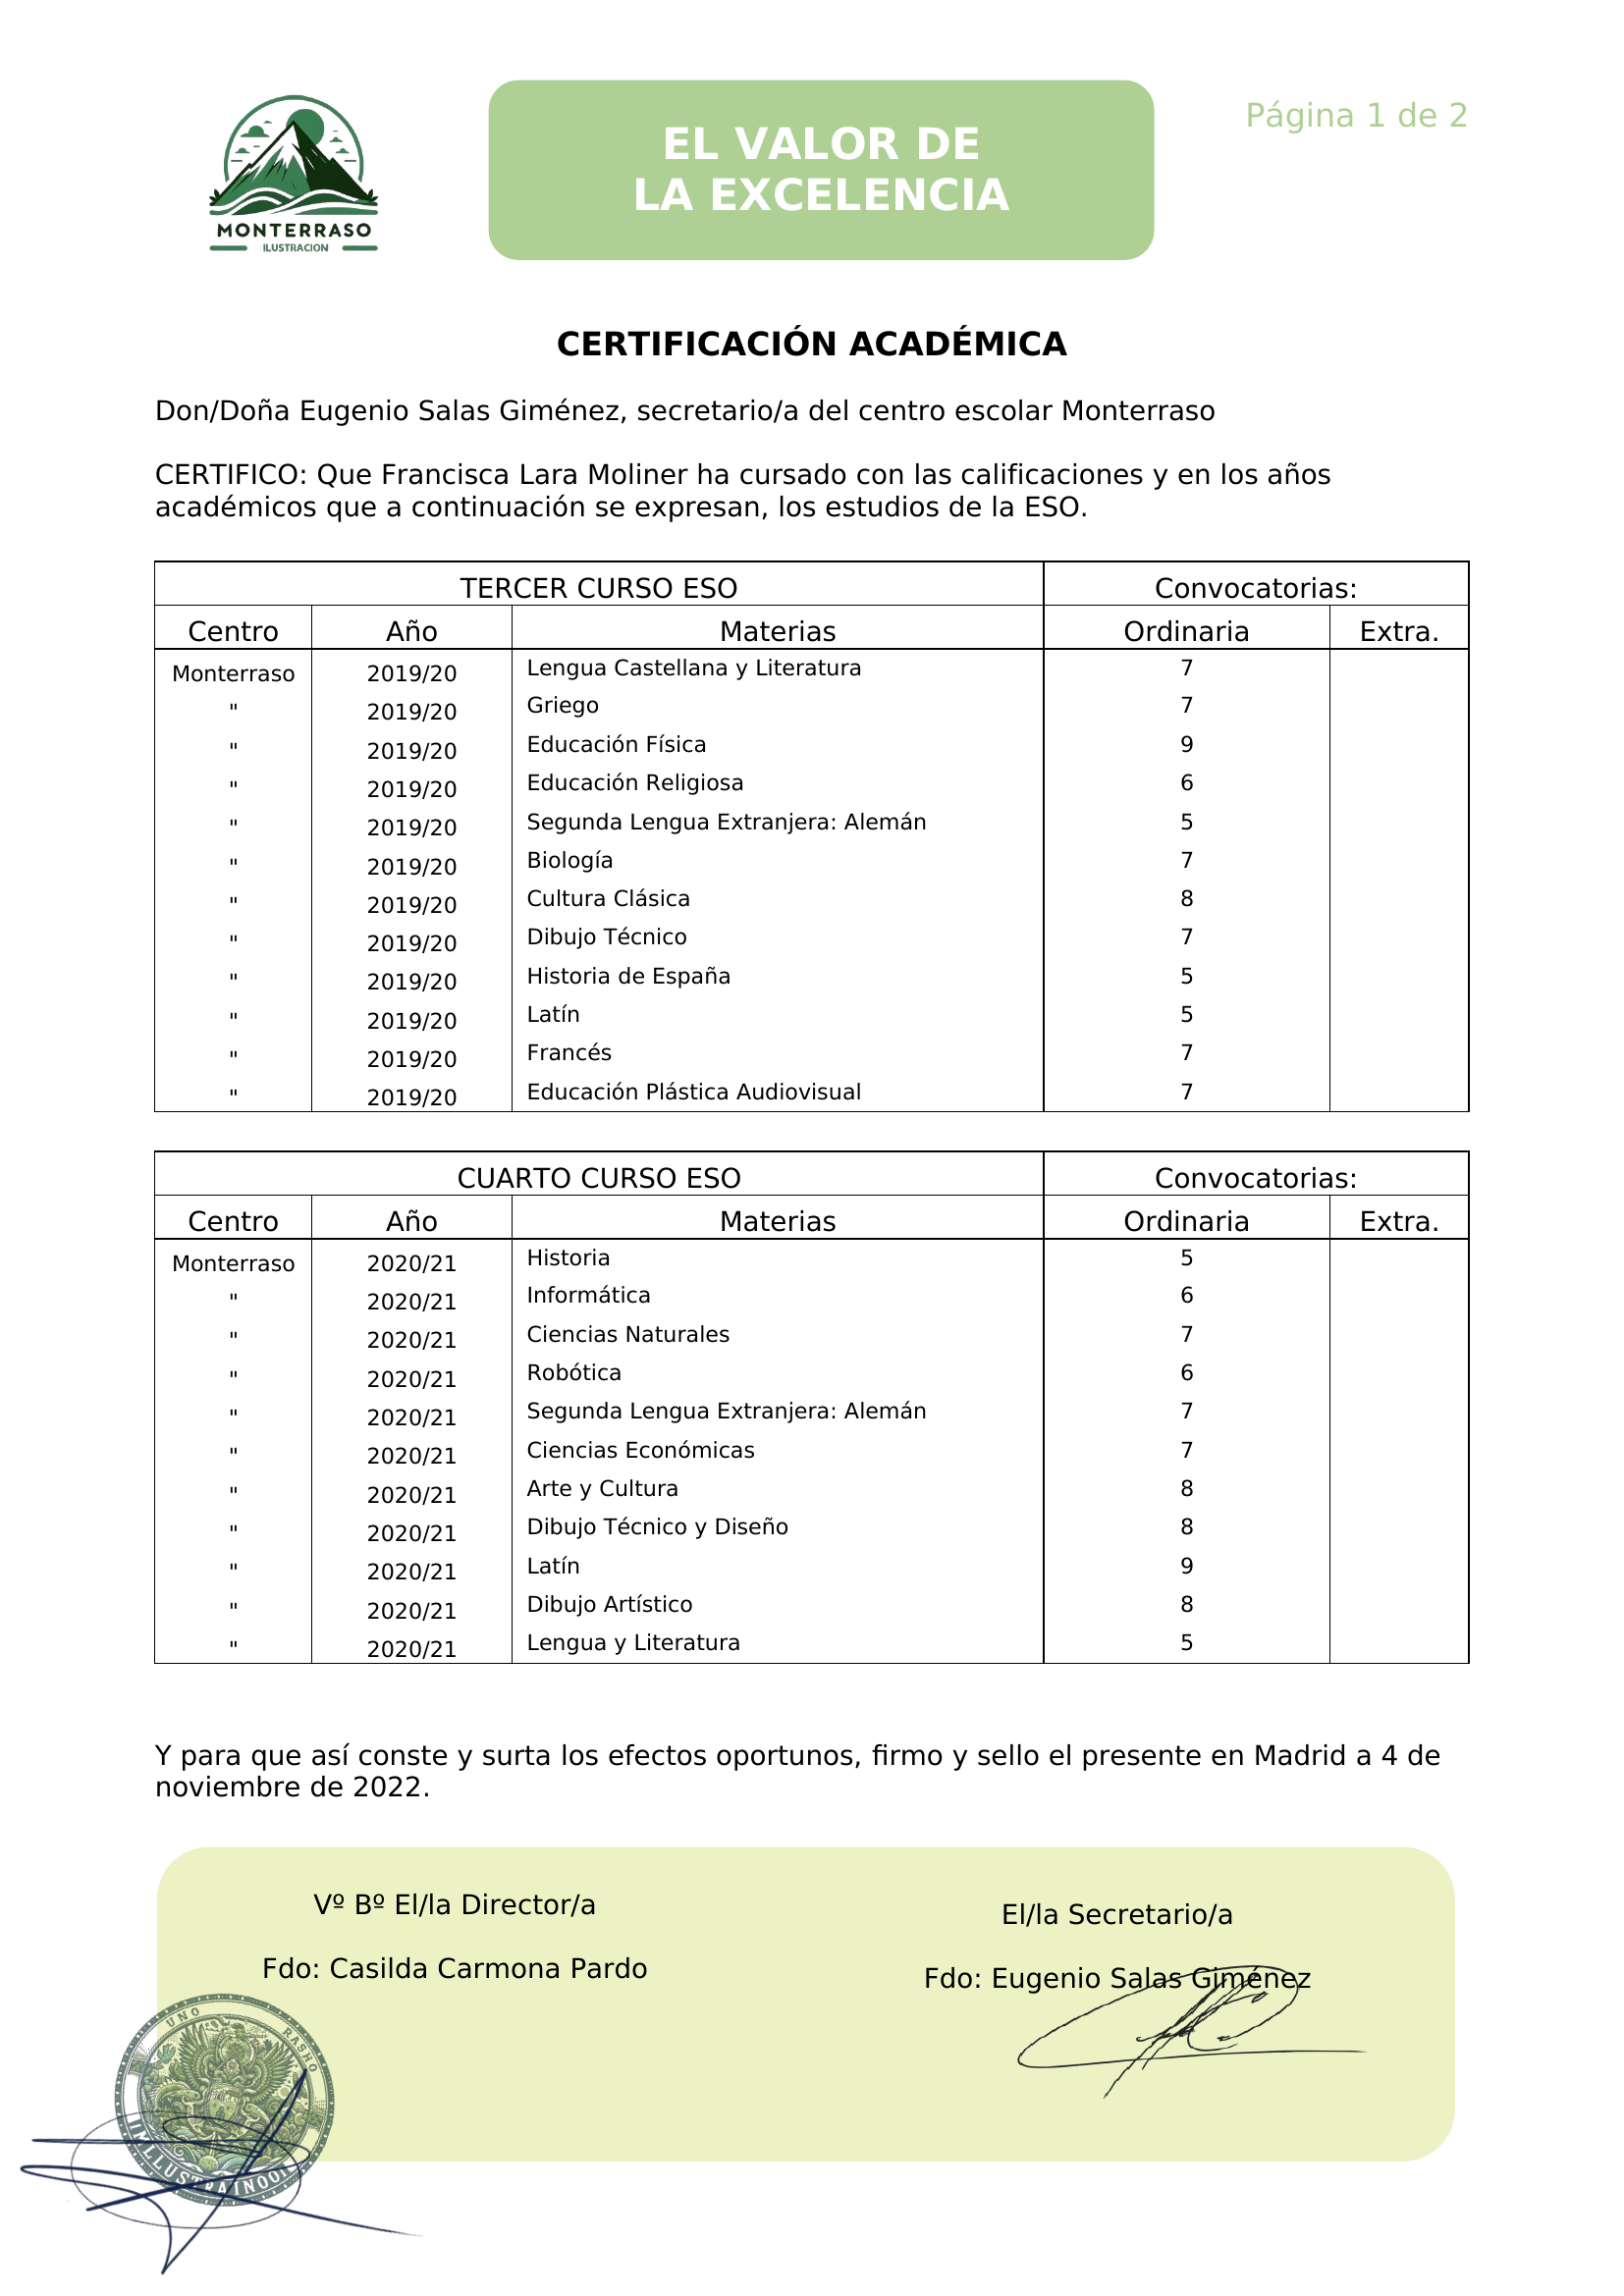 MONTERRASO
ILUSTRACION
EL VALOR DE
LA EXCELENCIA
Página 1 de 2
CERTIFICACIÓN ACADÉMICA
Don/Doña Eugenio Salas Giménez, secretario/a del centro escolar Monterraso
CERTIFICO: Que Francisca Lara Moliner ha cursado con las calificaciones y en los años
académicos que a continuación se expresan, los estudios de la ESO.
TERCER CURSO ESO Convocatorias:
Centro Año Materias Ordinaria Extra.
Monterraso 2019/20 Lengua Castellana y Literatura 7
" 2019/20 Griego 7
" 2019/20 Educación Física 9
" 2019/20 Educación Religiosa 6
" 2019/20 Segunda Lengua Extranjera: Alemán 5
" 2019/20 Biología 7
" 2019/20 Cultura Clásica 8
" 2019/20 Dibujo Técnico 7
" 2019/20 Historia de España 5
" 2019/20 Latín 5
" 2019/20 Francés 7
" 2019/20 Educación Plástica Audiovisual 7
CUARTO CURSO ESO Convocatorias:
Centro Año Materias Ordinaria Extra.
Monterraso 2020/21 Historia 5
" 2020/21 Informática 6
" 2020/21 Ciencias Naturales 7
" 2020/21 Robótica 6
" 2020/21 Segunda Lengua Extranjera: Alemán 7
" 2020/21 Ciencias Económicas 7
" 2020/21 Arte y Cultura 8
" 2020/21 Dibujo Técnico y Diseño 8
" 2020/21 Latín 9
" 2020/21 Dibujo Artístico 8
" 2020/21 Lengua y Literatura 5
Y para que así conste y surta los efectos oportunos, firmo y sello el presente en Madrid a 4 de
noviembre de 2022.
Vº Bº El/la Director/a
Fdo: Casilda Carmona Pardo
El/la Secretario/a
Fdo: Eugenio Salas Giménez
UNO RASHO